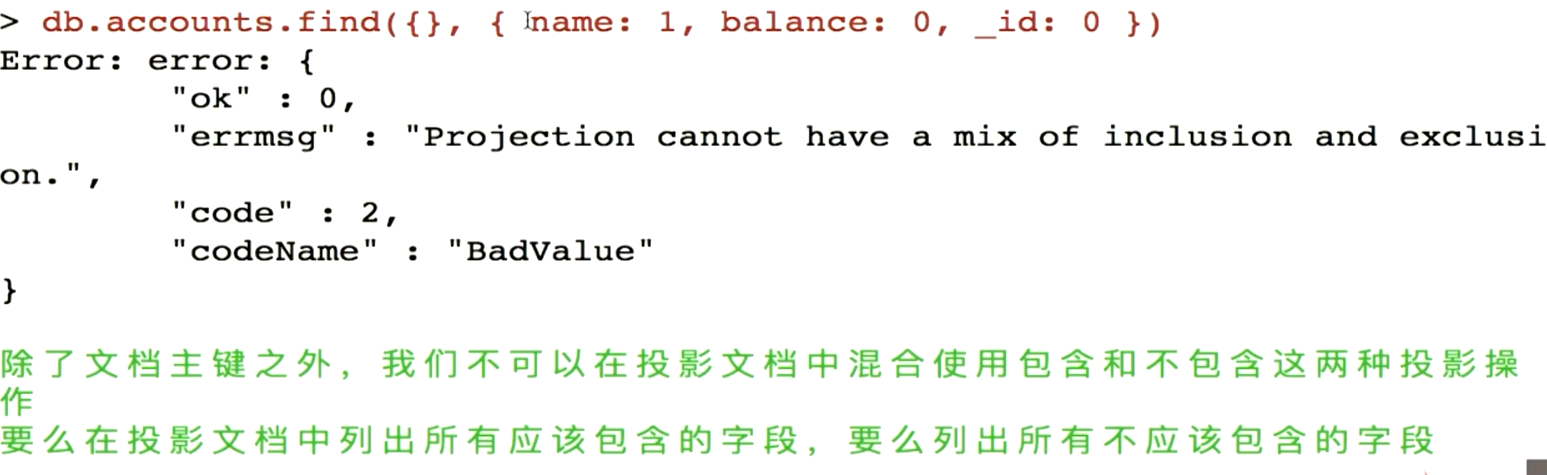 > db.accounts.find({}, { name: 1, balance: 0, _id: 0 })
Error: error: {
"ok" : 0,
"errmsg" : "Projection cannot have a mix of inclusion and exclusi
on.",
"code" : 2,
"codeName" : "BadValue"
}
除了文档主键之外，我们不可以在投影文档中混合使用包含和不包含这两种投影操
作
要么在投影文档中列出所有应该包含的字段，要么列出所有不应该包含的字段